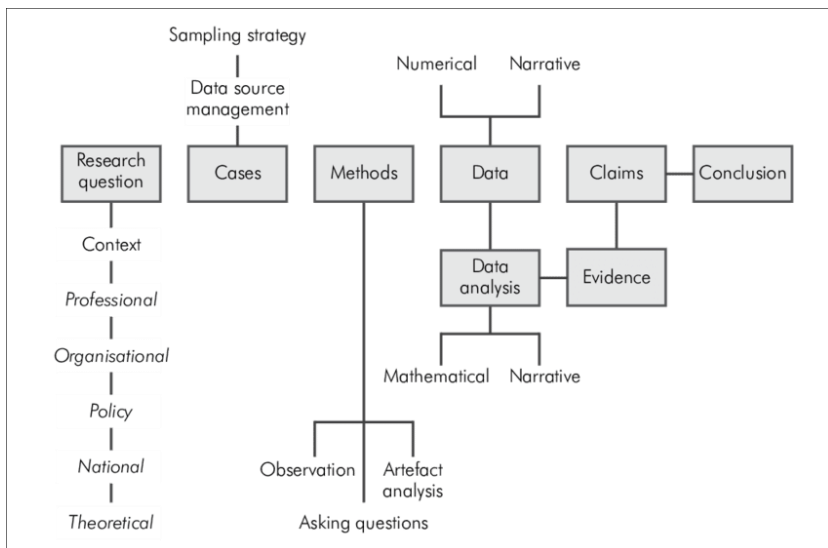 Sampling strategy
Numerical
Narrative
Data source
management
Research
question
Cases
Methods
Data
Claims
Conclusion
Context
Data
analysis
Evidence
Professional
Organisational
Mathematical
Narrative
Policy
National
Observation
Artefact
analysis
Theoretical
Asking questions